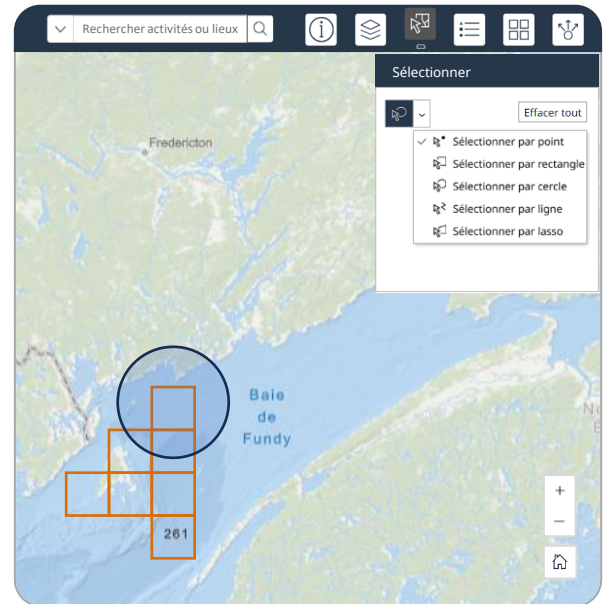 Rechercher activités ou lieux
Sélectionner
Effacer tout
Sélectionner par point
Sélectionner par rectangle
Sélectionner par cercle
Sélectionner par ligne
Sélectionner par lasso
Fredericton
Baie
de
Fundy
N
É
261
+
−